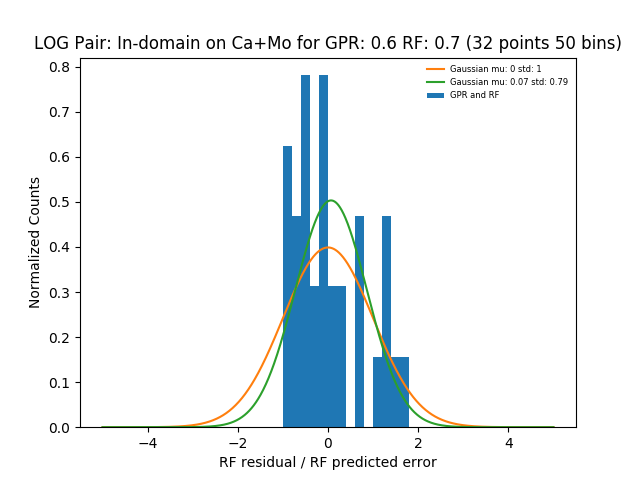 LOG Pair: In-domain on Ca+Mo for GPR: 0.6 RF: 0.7 (32 points 50 bins)
Gaussian mu: 0 std: 1
Gaussian mu: 0.07 std: 0.79
GPR and RF
Normalized Counts
0.8
0.7
0.6
0.5
0.4
0.3
0.2
0.1
0.0
−4 −2 0 2 4
RF residual / RF predicted error